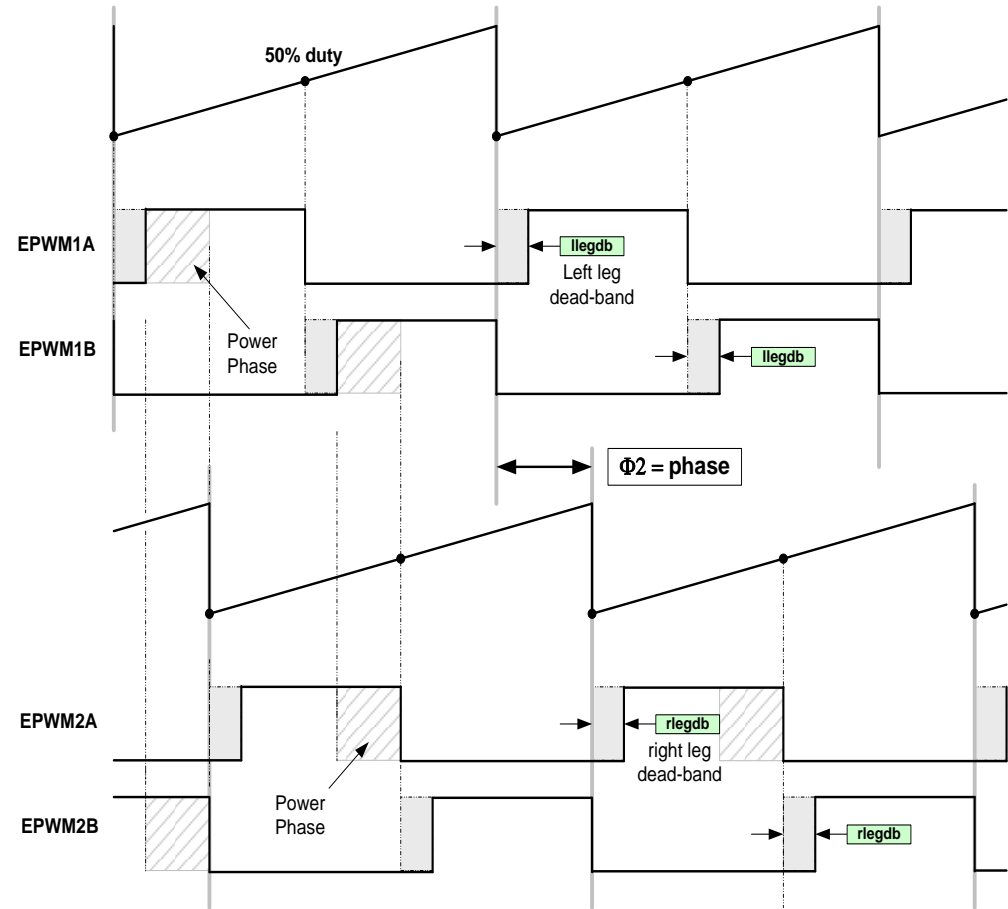 50% duty
EPWM1A
llegdb
Left leg
dead-band
Power
Phase
EPWM1B
llegdb
Φ2 = phase
EPWM2A
rlegdb
right leg
dead-band
Power
Phase
EPWM2B
rlegdb